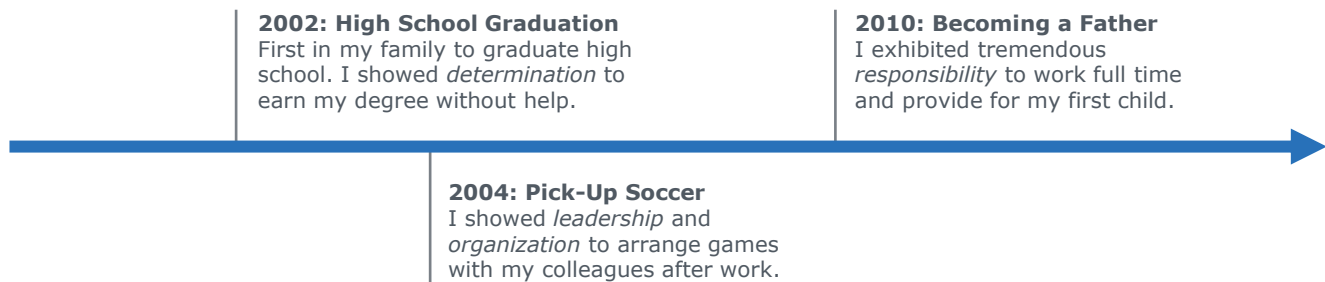 2002: High School Graduation
First in my family to graduate high
school. I showed determination to
earn my degree without help.
2004: Pick-Up Soccer
I showed leadership and
organization to arrange games
with my colleagues after work.
2010: Becoming a Father
I exhibited tremendous
responsibility to work full time
and provide for my first child.